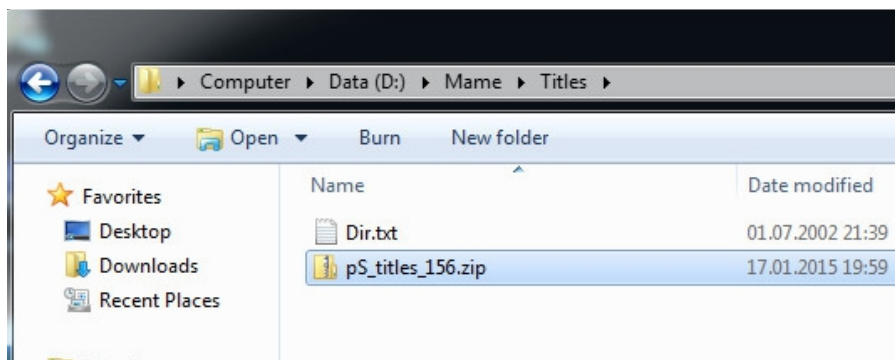 Computer Data (D:) Mame Titles
Organize Open Burn New folder
Favorites
Desktop
Downloads
Recent Places
Name Date modified
Dir.txt 01.07.2002 21:39
pS_titles_156.zip 17.01.2015 19:59